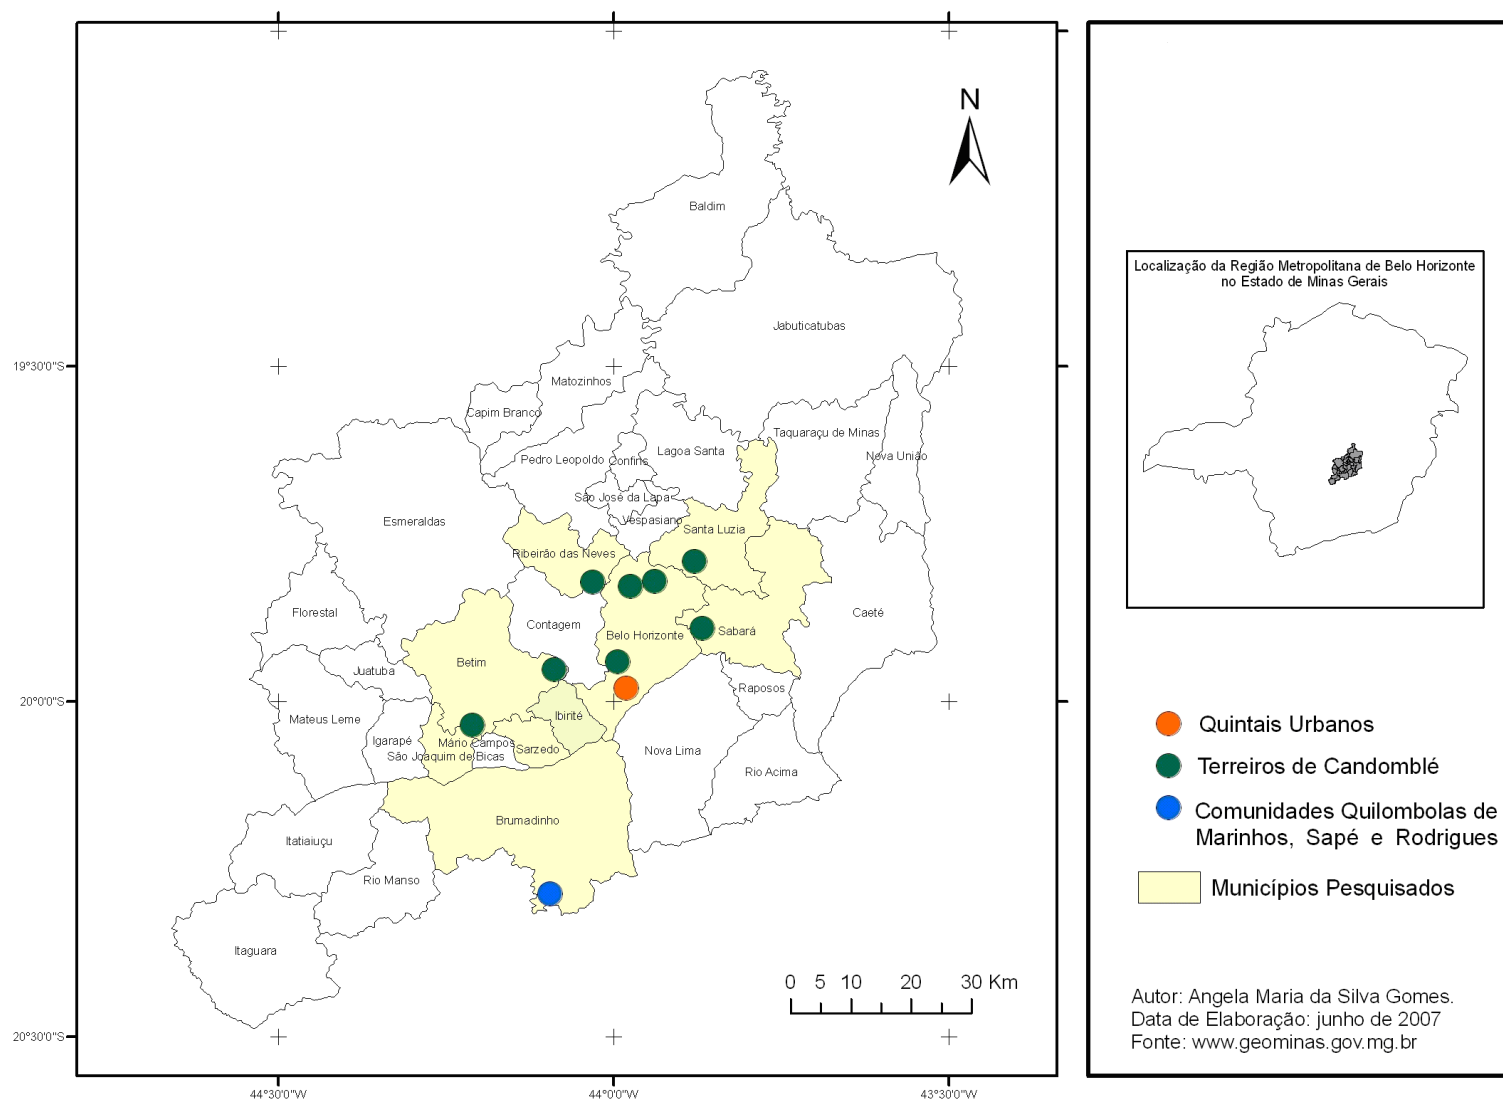 N
Baldim
Jabuticatubas
Matozinhos
Capim Branco
Taquaraçu de Minas
Pedro Leopoldo
Confins
Lagoa Santa
Nova União
São José da Lapa
Vespasiano
Esmeraldas
Santa Luzia
Ribeirão das Neves
Florestal
Contagem
Caeté
Belo Horizonte
Sabará
Betim
Juatuba
Raposos
Mateus Leme
Ibirité
Igarapé
Mário Campos
Sarzedo
Nova Lima
São Joaquim de Bicas
Rio Acima
Brumadinho
Itatiaiuçu
Rio Manso
Itaguara
19°30'0"S
20°0'0"S
20°30'0"S
44°30'0"W
44°0'0"W
43°30'0"W
0 5 10 20 30 Km
Localização da Região Metropolitana de Belo Horizonte
no Estado de Minas Gerais
Quintais Urbanos
Terreiros de Candomblé
Comunidades Quilombolas de
Marinhos, Sapé e Rodrigues
Municípios Pesquisados
Autor: Angela Maria da Silva Gomes.
Data de Elaboração: junho de 2007
Fonte: www.geominas.gov.mg.br